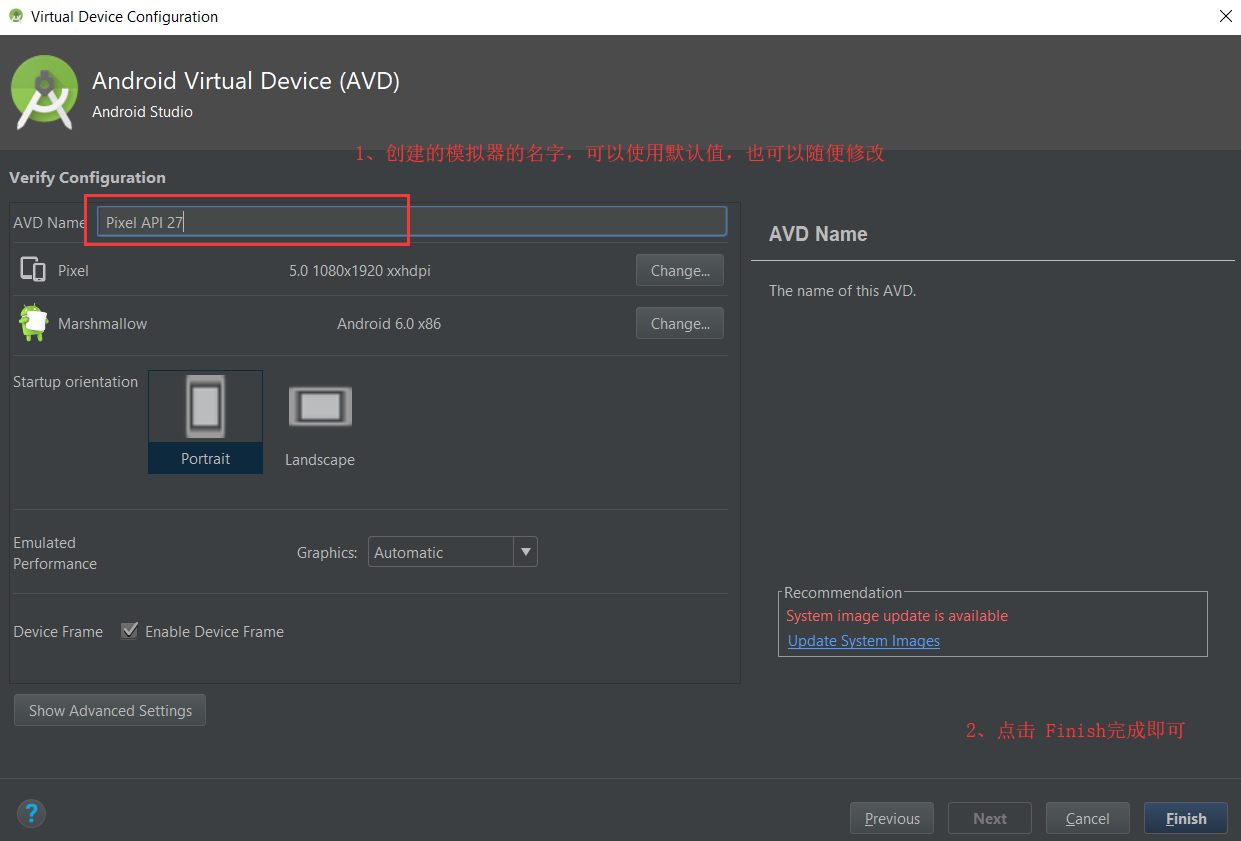 Virtual Device Configuration
Android Virtual Device (AVD)
Android Studio
1、创建的模拟器的名字，可以使用默认值，也可以随便修改
Verify Configuration
AVD Name
Pixel API 27
Pixel
5.0 1080x1920 xxhdpi
Change...
Marshmallow
Android 6.0 x86
Change...
Startup orientation
Portrait
Landscape
Emulated
Performance
Graphics:
Automatic
Device Frame
Enable Device Frame
Show Advanced Settings
AVD Name
The name of this AVD.
Recommendation
System image update is available
Update System Images
2、点击 Finish完成即可
?
Previous
Next
Cancel
Finish